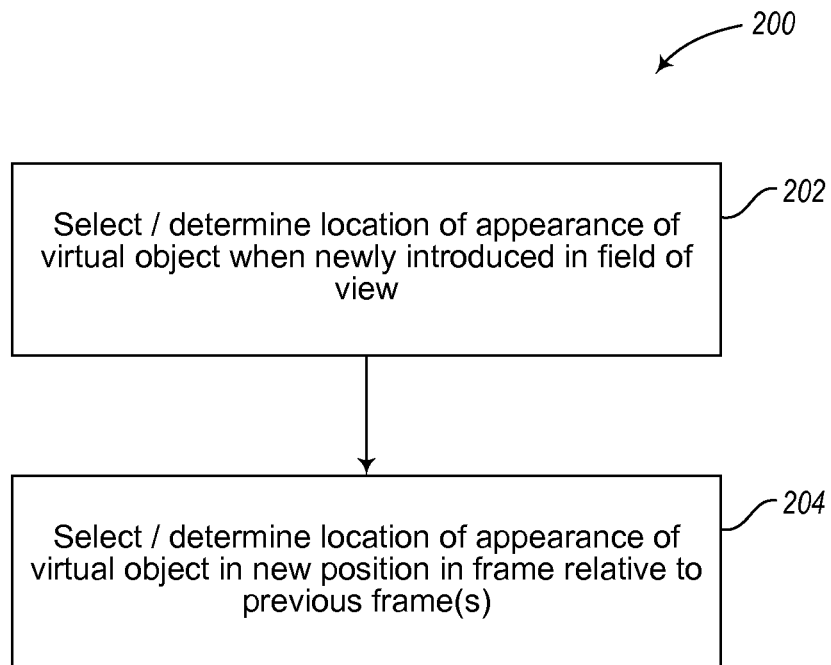 200
202
Select / determine location of appearance of
virtual object when newly introduced in field of
view
204
Select / determine location of appearance of
virtual object in new position in frame relative to
previous frame(s)